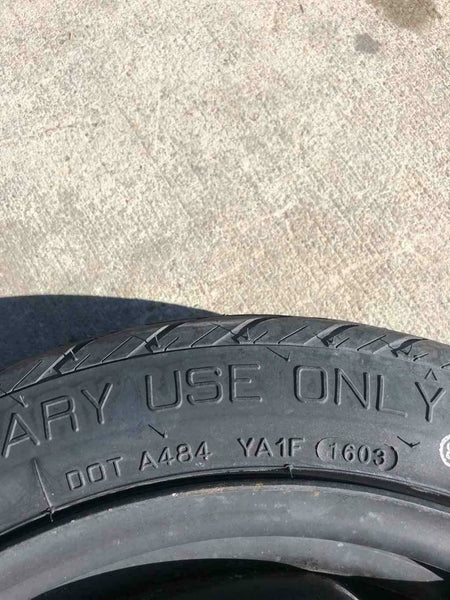 ARY USE ONLY
DOT A484 YA1F 1603